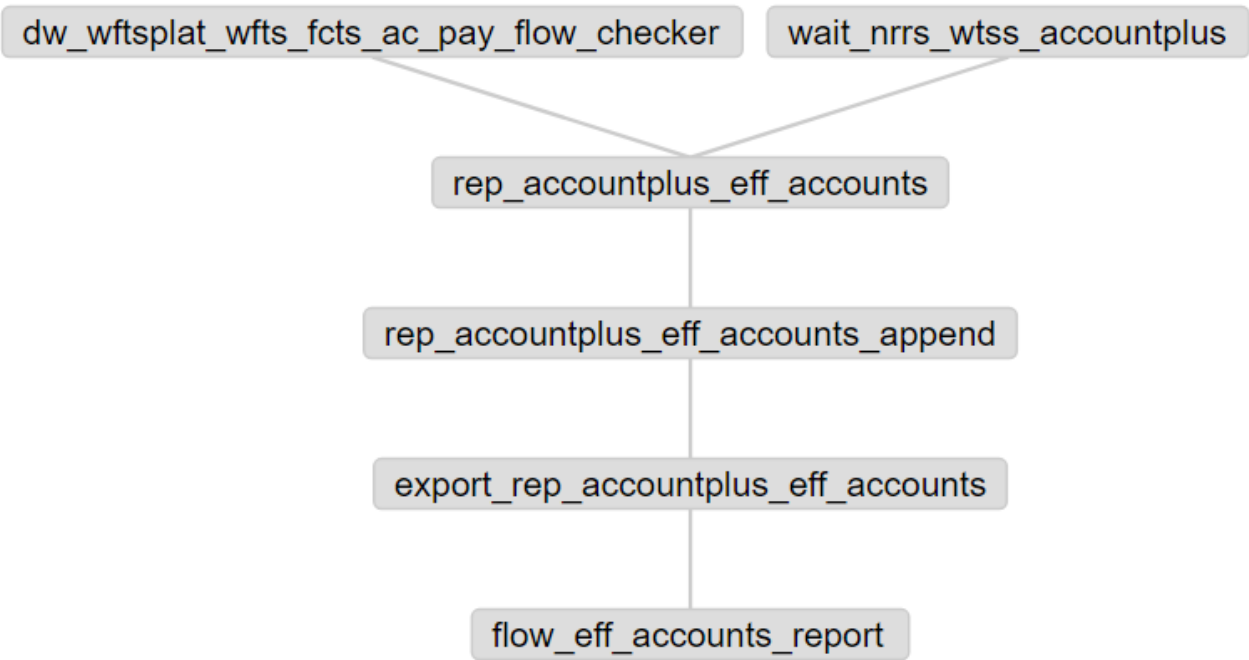 dw_wftsplat_wfts_fcts_ac_pay_flow_checker
wait_nrrs_wtss_accountplus
rep_accountplus_eff_accounts
rep_accountplus_eff_accounts_append
export_rep_accountplus_eff_accounts
flow_eff_accounts_report